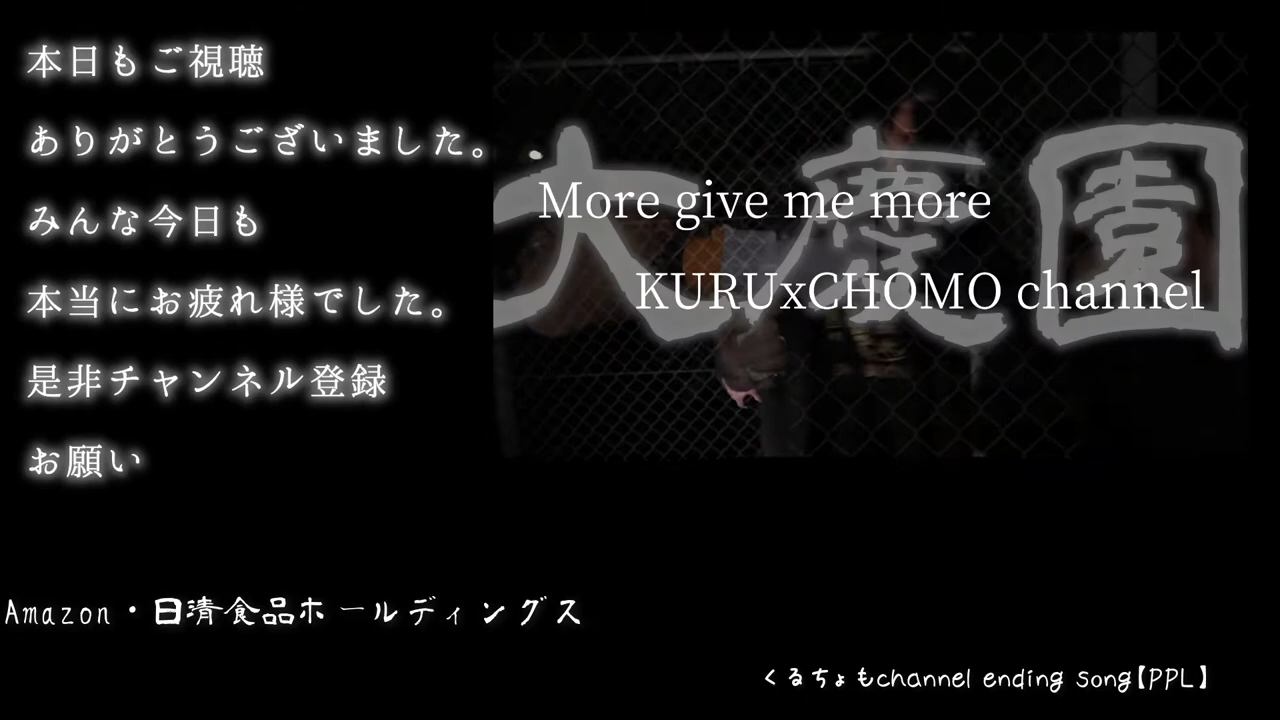 本日もご視聴
ありがとうございました。
みんな今日も
本当にお疲れ様でした。
是非チャンネル登録
お願い
More give me more
KURUxCHOMO channel
Amazon・日清食品ホールディングス
くるちょもchannel ending song【PPL】